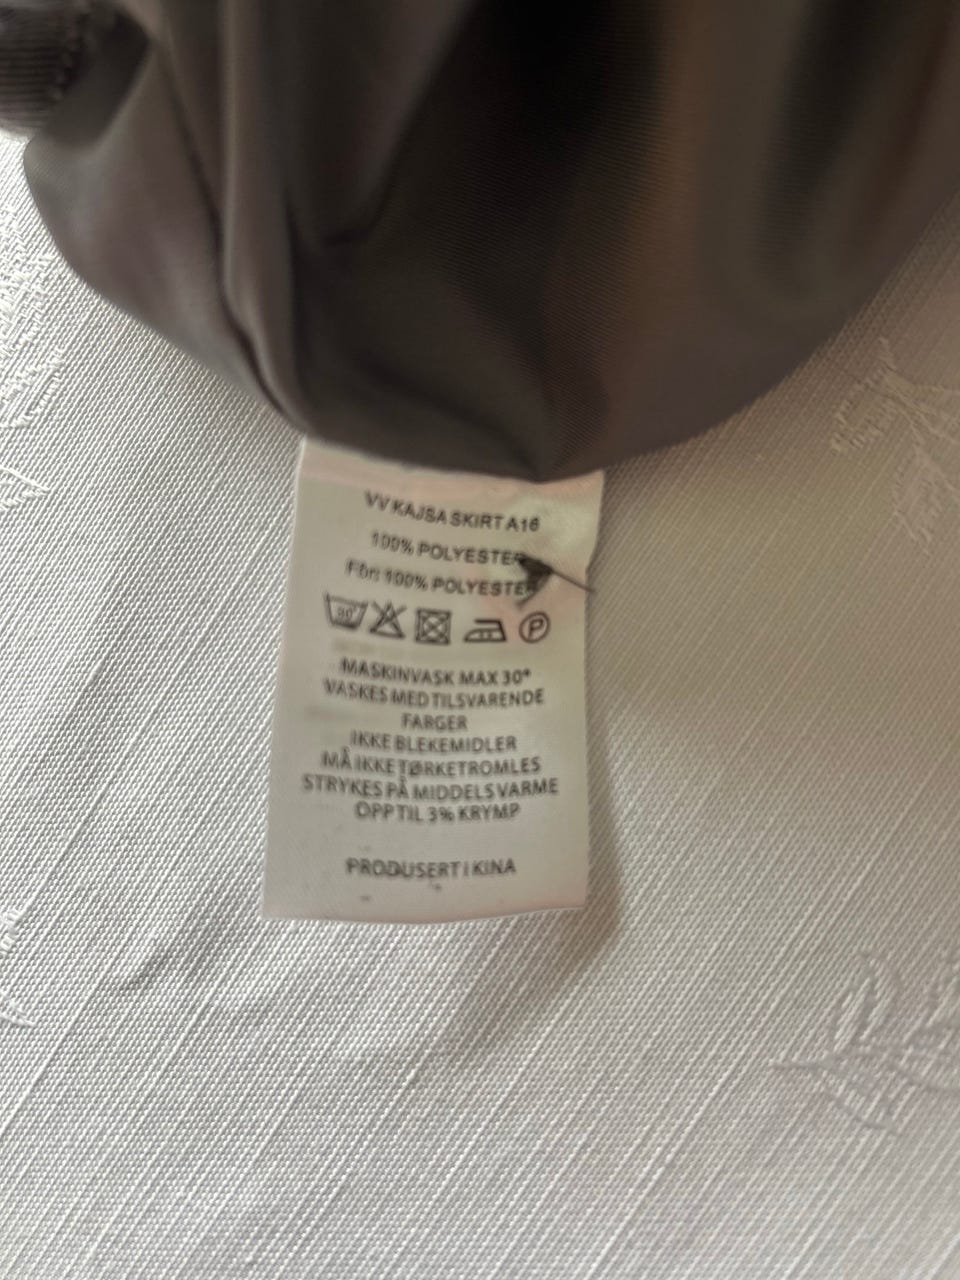 VV KAJSA SKIRT A16
100% POLYESTER
Fôr: 100% POLYESTER
30°
P
MASKINVASK MAX 30°
VASKES MED TILSVARENDE
FARGER
IKKE BLEKEMIDLER
MÅ IKKE TØRKETROMLES
STRYKES PÅ MIDDELS VARME
OPP TIL 3% KRYMP
PRODUSERT I KINA